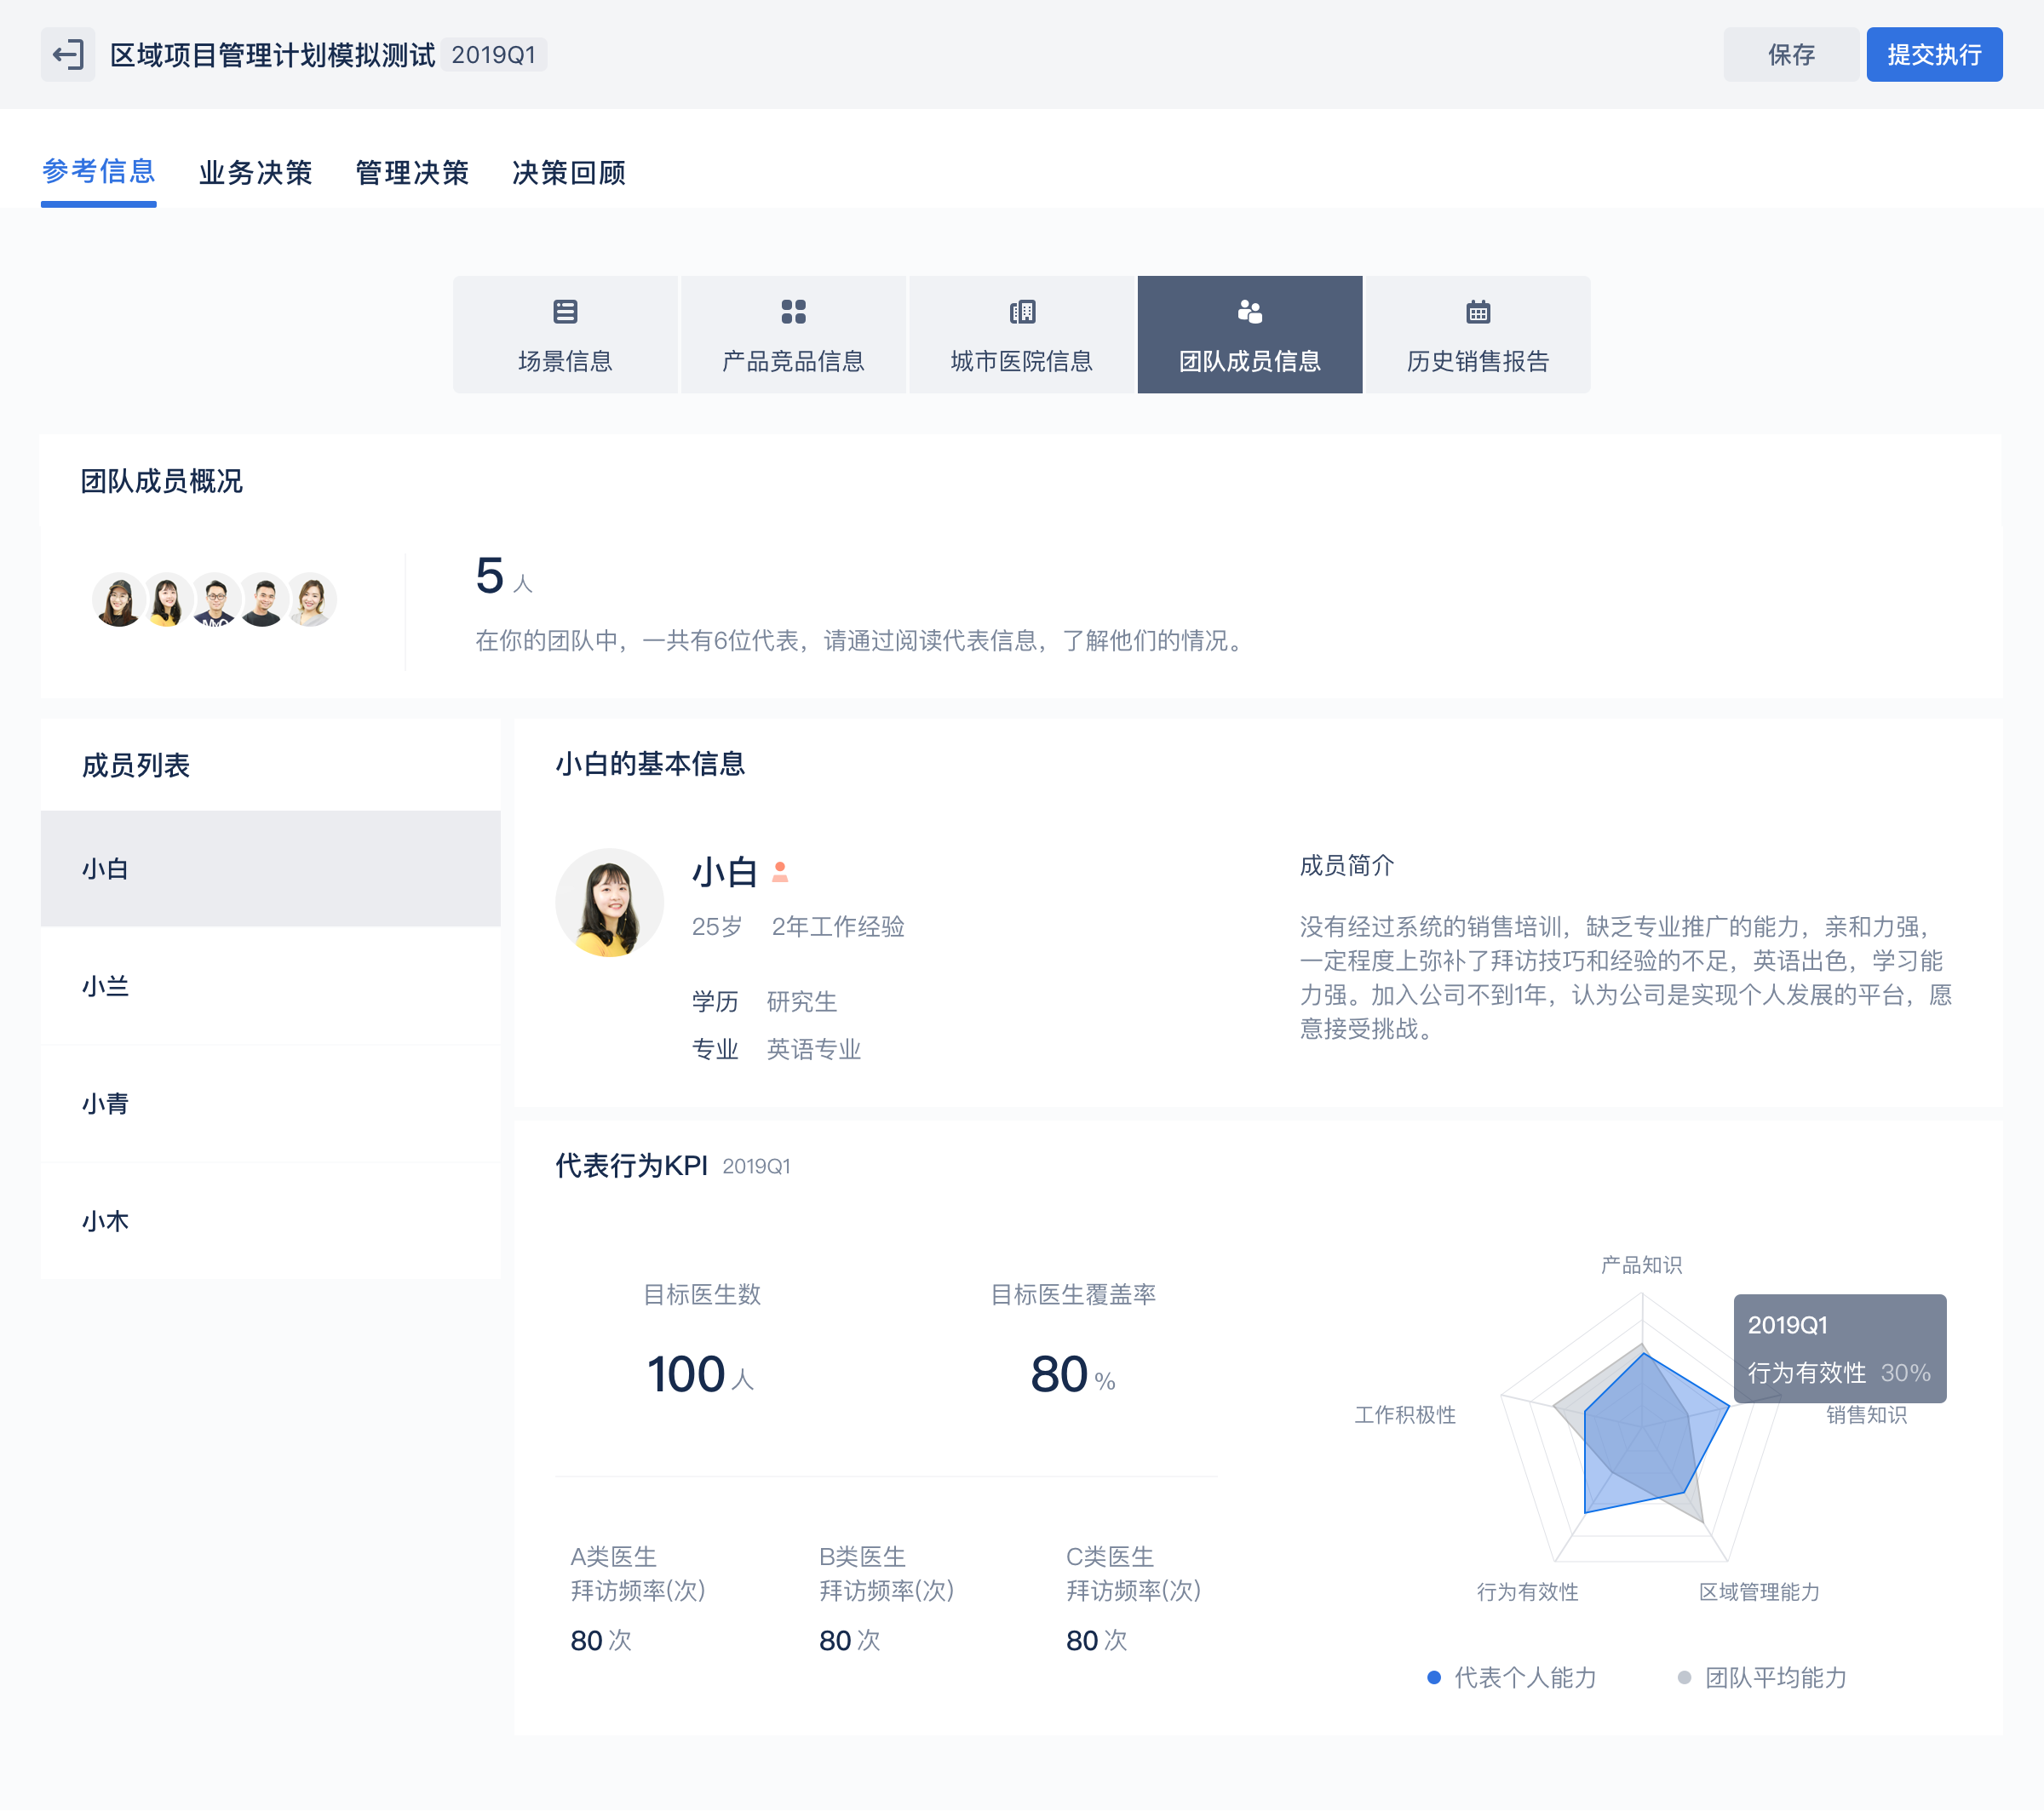 区域项目管理计划模拟测试 2019Q1
保存
提交执行
参考信息 业务决策 管理决策 决策回顾
场景信息 产品竞品信息 城市医院信息 团队成员信息 历史销售报告
团队成员概况
5 人
在你的团队中，一共有6位代表，请通过阅读代表信息，了解他们的情况。
成员列表
小白
小兰
小青
小木
小白的基本信息
小白
25岁 2年工作经验
学历 研究生
专业 英语专业
成员简介
没有经过系统的销售培训，缺乏专业推广的能力，亲和力强，
一定程度上弥补了拜访技巧和经验的不足，英语出色，学习能
力强。加入公司不到1年，认为公司是实现个人发展的平台，愿
意接受挑战。
代表行为KPI 2019Q1
目标医生数
100 人
目标医生覆盖率
80 %
A类医生
拜访频率(次)
80 次
B类医生
拜访频率(次)
80 次
C类医生
拜访频率(次)
80 次
产品知识
2019Q1
行为有效性 30%
工作积极性
销售知识
行为有效性
区域管理能力
代表个人能力
团队平均能力